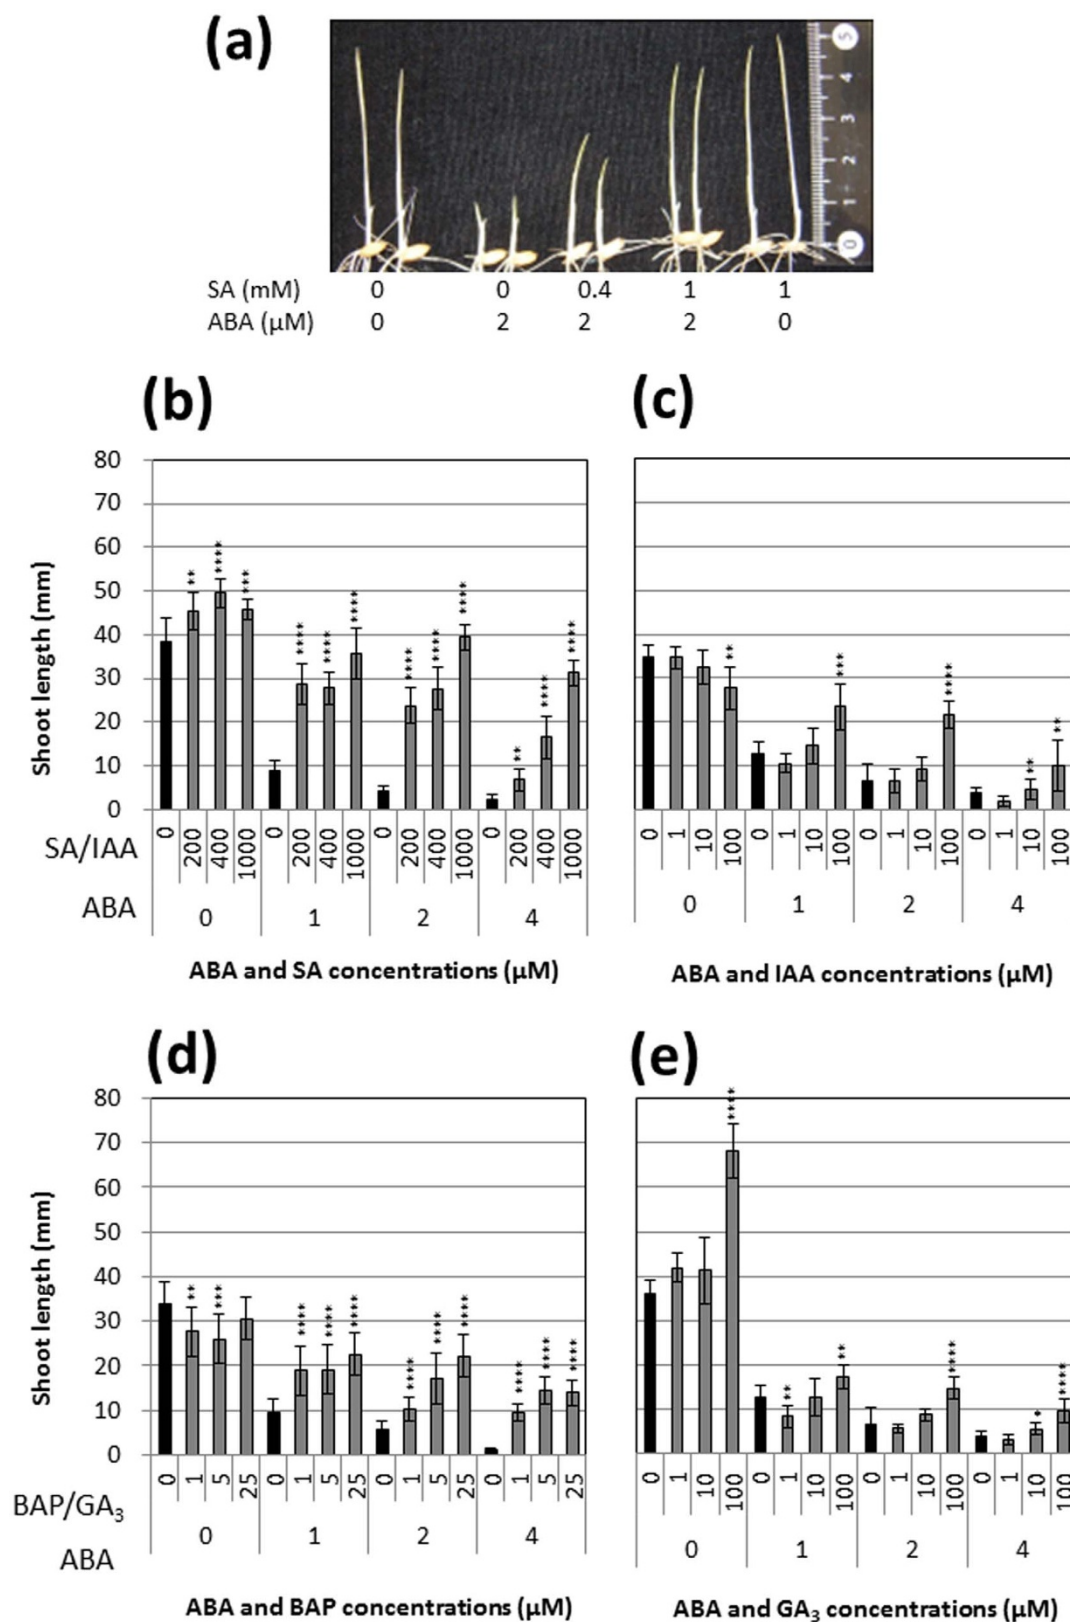 (a)
5
4
3
2
1
0
SA (mM) 0 0 0.4 1 1
ABA (µM) 0 2 2 2 0
(b) (c)
80
70
60
50
40
30
20
10
0
Shoot length (mm)
** **** *** **** **** **** **** **** **** ** **** ****
** *** **** ** **
SA/IAA 0 200 400 1000 0 200 400 1000 0 200 400 1000 0 200 400 1000 0 1 10 100 0 1 10 100 0 1 10 100 0 1 10 100
ABA 0 1 2 4 0 1 2 4
ABA and SA concentrations (µM) ABA and IAA concentrations (µM)
(d) (e)
80
70
60
50
40
30
20
10
0
Shoot length (mm)
** *** **** **** **** **** **** **** **** **** ****
**** ** ** **** * ****
BAP/GA₃ 0 1 5 25 0 1 5 25 0 1 5 25 0 1 5 25 0 1 10 100 0 1 10 100 0 1 10 100 0 1 10 100
ABA 0 1 2 4 0 1 2 4
ABA and BAP concentrations (µM) ABA and GA₃ concentrations (µM)